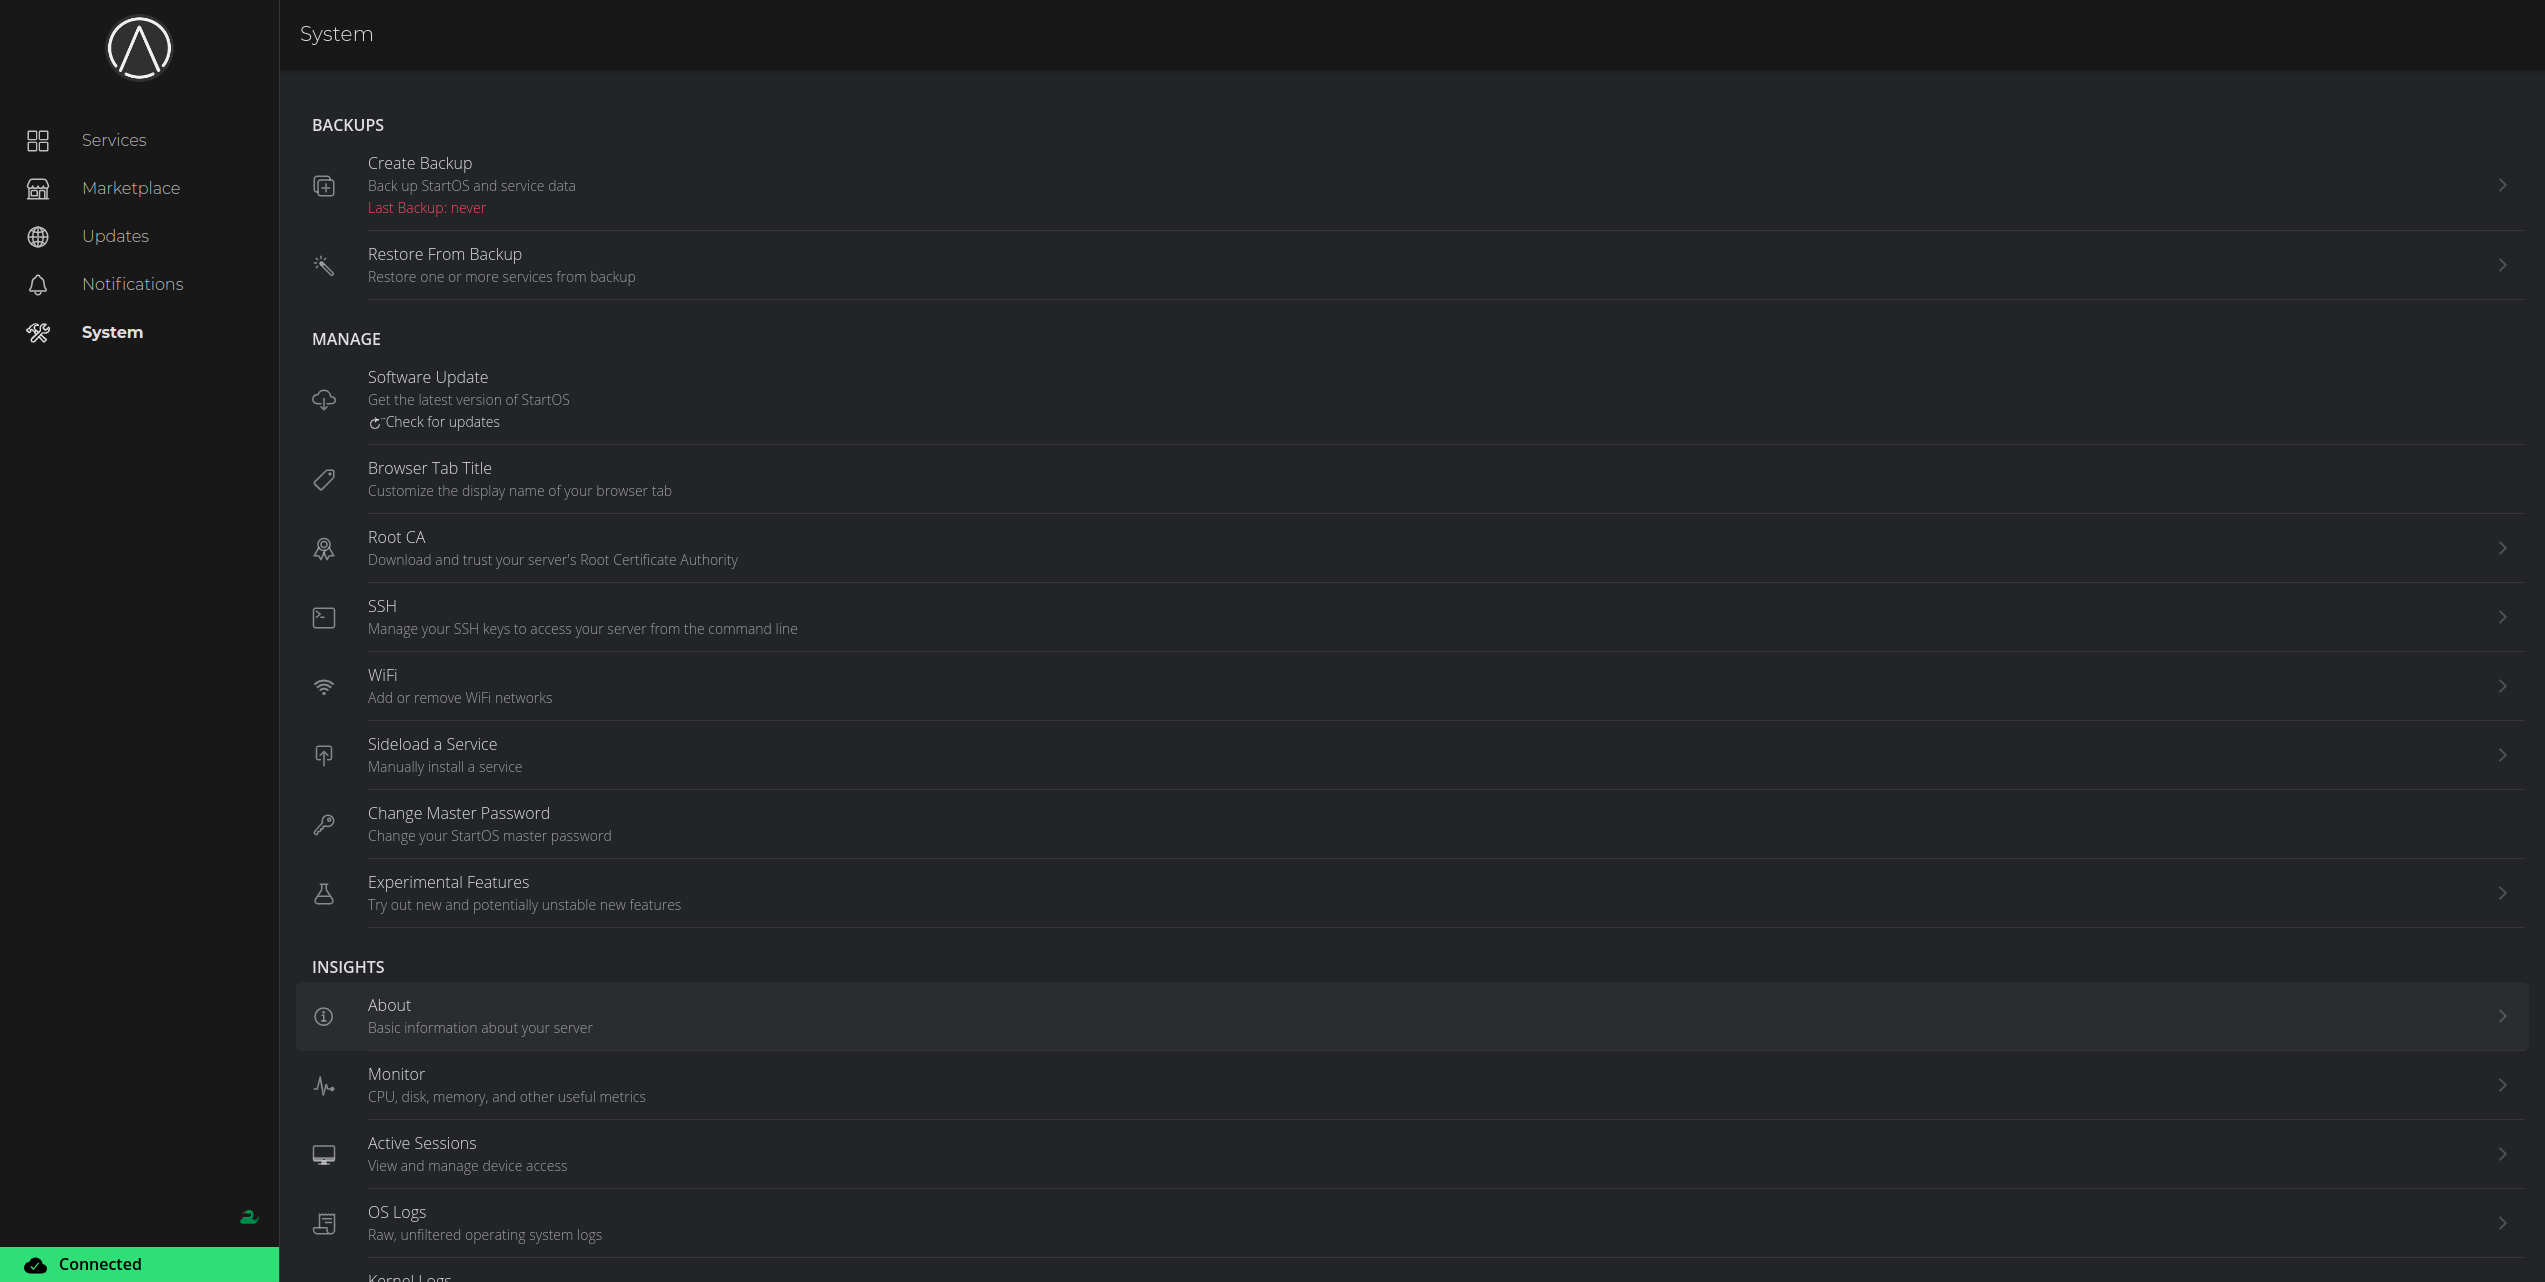 System
Services
Marketplace
Updates
Notifications
System
BACKUPS
Create Backup
Back up StartOS and service data
Last Backup: never
Restore From Backup
Restore one or more services from backup
MANAGE
Software Update
Get the latest version of StartOS
Check for updates
Browser Tab Title
Customize the display name of your browser tab
Root CA
Download and trust your server's Root Certificate Authority
SSH
Manage your SSH keys to access your server from the command line
WiFi
Add or remove WiFi networks
Sideload a Service
Manually install a service
Change Master Password
Change your StartOS master password
Experimental Features
Try out new and potentially unstable new features
INSIGHTS
About
Basic information about your server
Monitor
CPU, disk, memory, and other useful metrics
Active Sessions
View and manage device access
OS Logs
Raw, unfiltered operating system logs
Kernel Logs
Connected